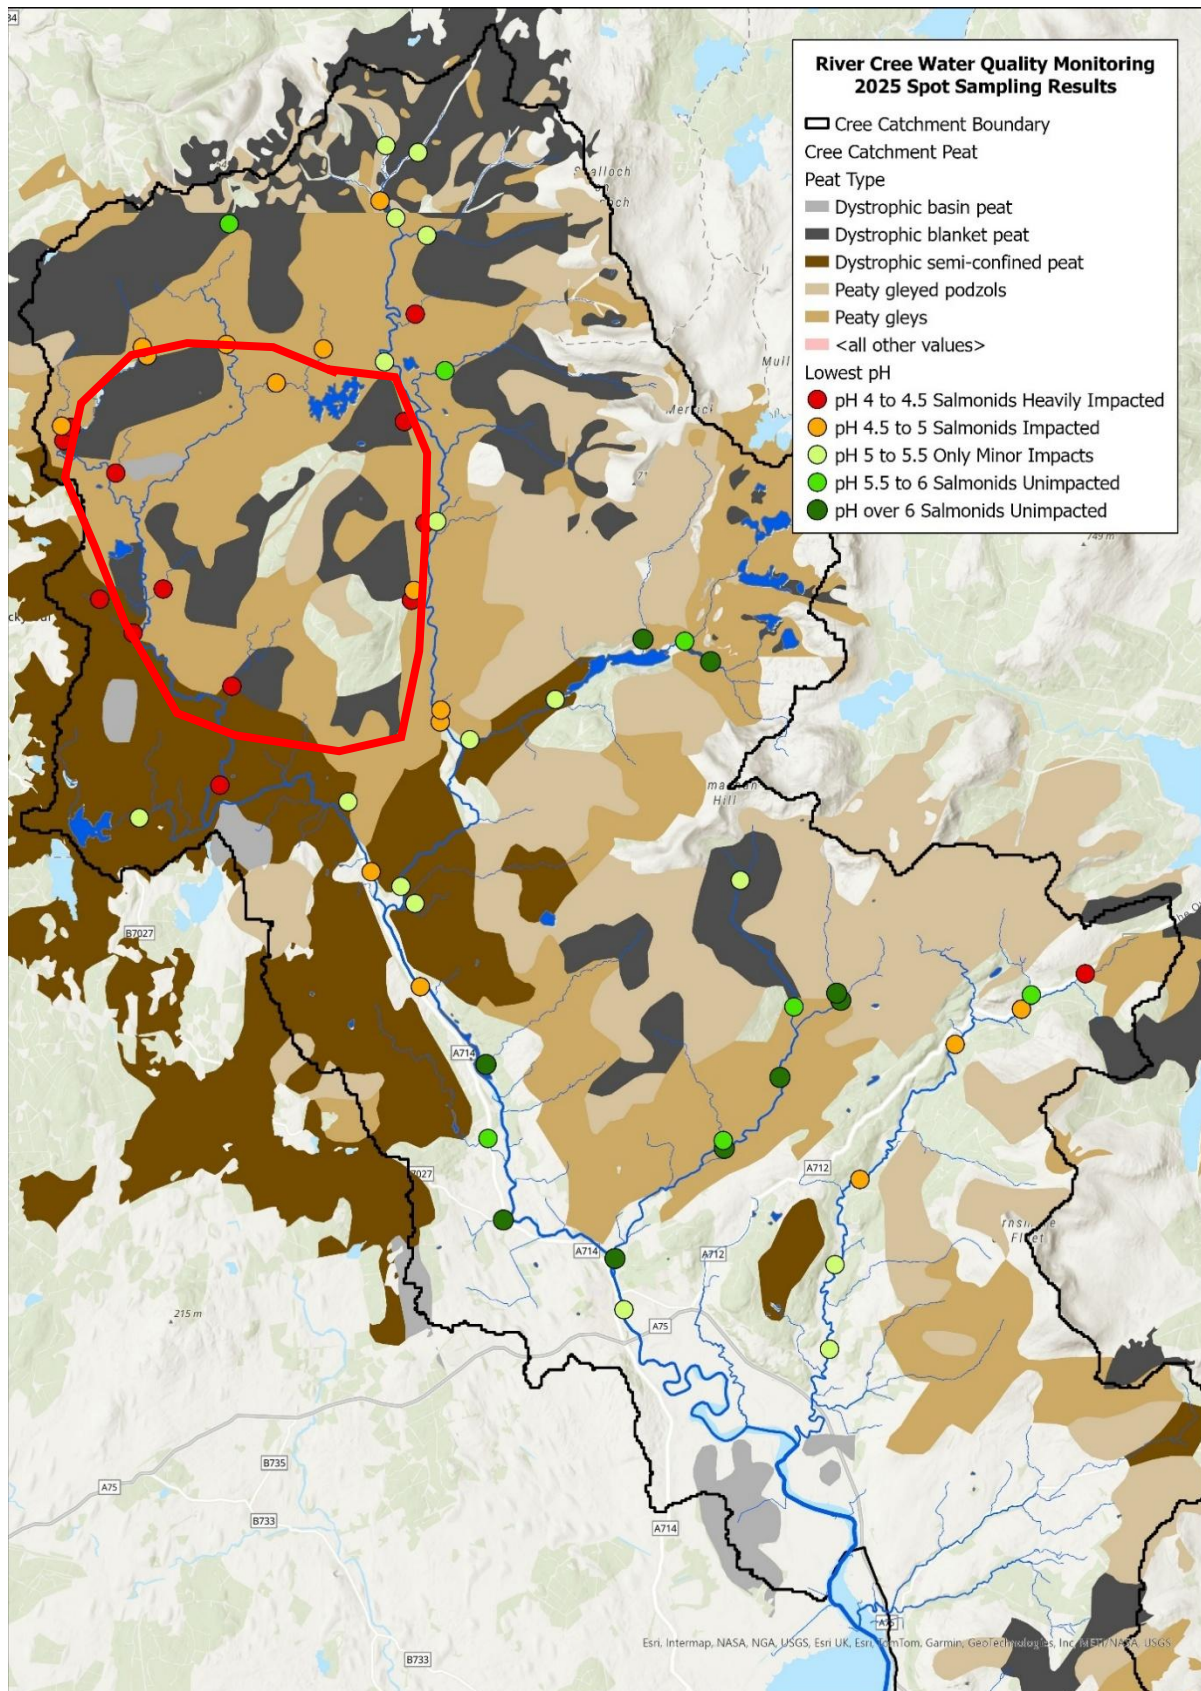 River Cree Water Quality Monitoring
2025 Spot Sampling Results
Cree Catchment Boundary
Cree Catchment Peat
Peat Type
Dystrophic basin peat
Dystrophic blanket peat
Dystrophic semi-confined peat
Peaty gleyed podzols
Peaty gleys
<all other values>
Lowest pH
pH 4 to 4.5 Salmonids Heavily Impacted
pH 4.5 to 5 Salmonids Impacted
pH 5 to 5.5 Only Minor Impacts
pH 5.5 to 6 Salmonids Unimpacted
pH over 6 Salmonids Unimpacted
Merrick
749 m
Hill
B7027
A714
A712
A714
A712
215 m
A75
B735
A75
B733
A714
B733
Esri, Intermap, NASA, NGA, USGS, Esri UK, Esri, TomTom, Garmin, GeoTechnologies, Inc, METI/NASA, USGS